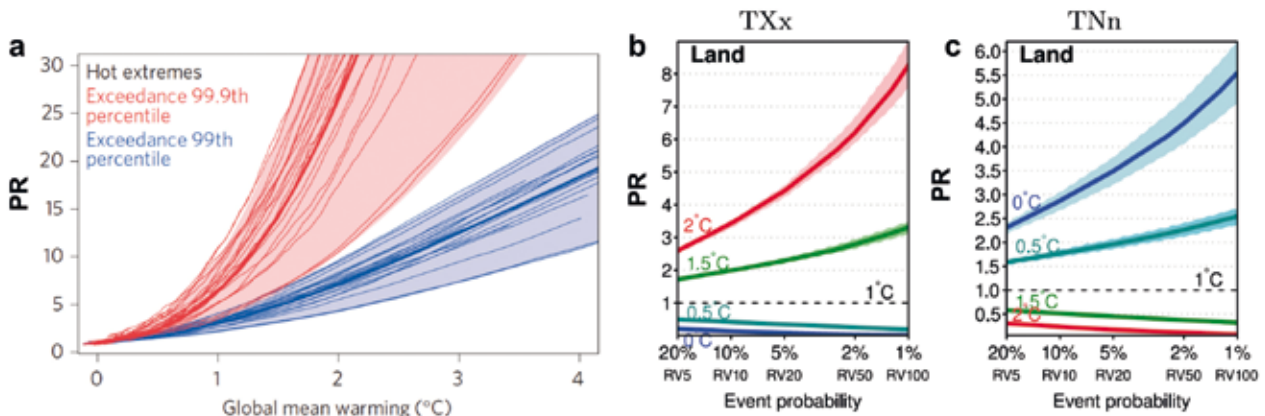 a
PR
30
25
20
15
10
5
0
Hot extremes
Exceedance 99.9th
percentile
Exceedance 99th
percentile
0 1 2 3 4
Global mean warming (°C)
TXx
b
Land
PR
8
7
6
5
4
3
2
1
2°C
1.5°C
1°C
0.5°C
0°C
20% 10% 5% 2% 1%
RV5 RV10 RV20 RV50 RV100
Event probability
TNn
c
Land
PR
6.0
5.5
5.0
4.5
4.0
3.5
3.0
2.5
2.0
1.5
1.0
0.5
0°C
0.5°C
1°C
1.5°C
2°C
20% 10% 5% 2% 1%
RV5 RV10 RV20 RV50 RV100
Event probability